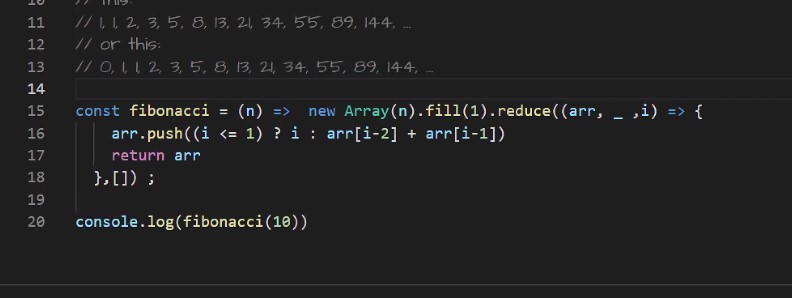 10 // This:
11 // 1, 1, 2, 3, 5, 8, 13, 21, 34, 55, 89, 144, ...
12 // or this:
13 // 0, 1, 1, 2, 3, 5, 8, 13, 21, 34, 55, 89, 144, ...
14
15 const fibonacci = (n) =>  new Array(n).fill(1).reduce((arr, _ ,i) => {
16 arr.push((i <= 1) ? i : arr[i-2] + arr[i-1])
17 return arr
18 },[]) ;
19
20 console.log(fibonacci(10))